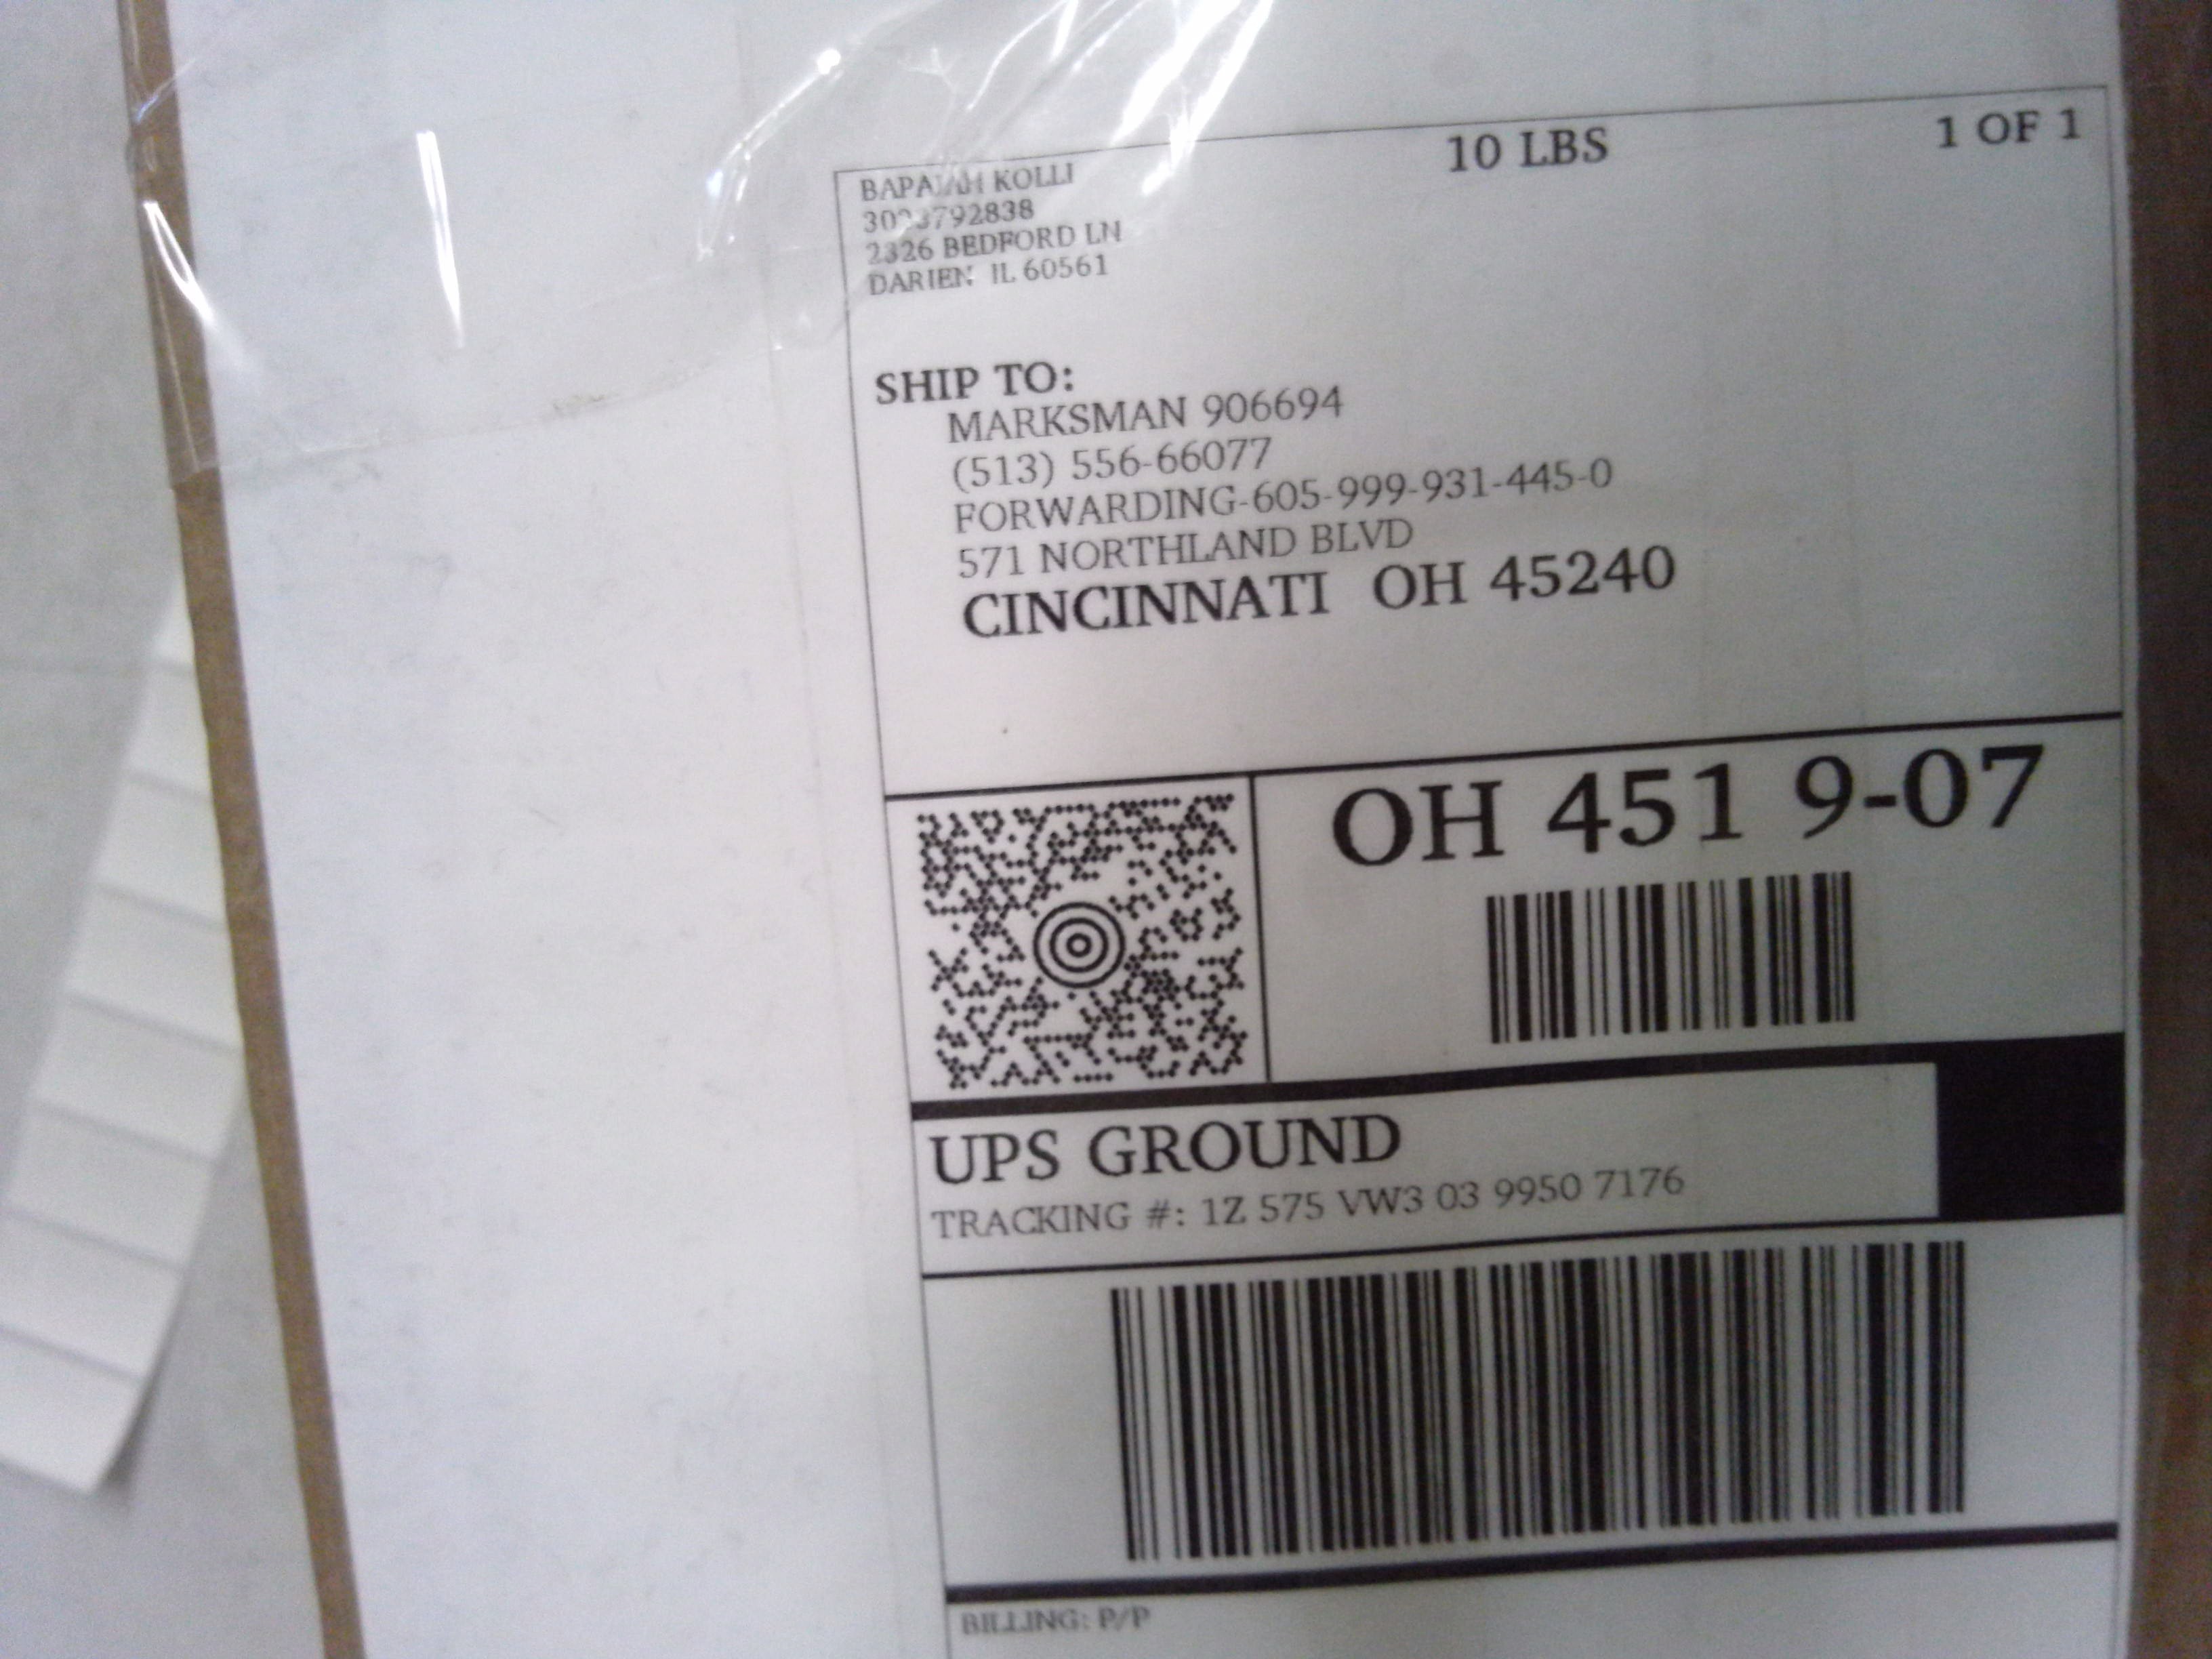 BAPAIAH KOLLI
2326 BEDFORD LN
DARIEN IL 60561
10 LBS
1 OF 1
SHIP TO:
MARKSMAN 906694
(513) 556-66077
FORWARDING-605-999-931-445-0
571 NORTHLAND BLVD
CINCINNATI OH 45240
OH 451 9-07
UPS GROUND
TRACKING #: 1Z 575 VW3 03 9950 7176
BILLING: P/P